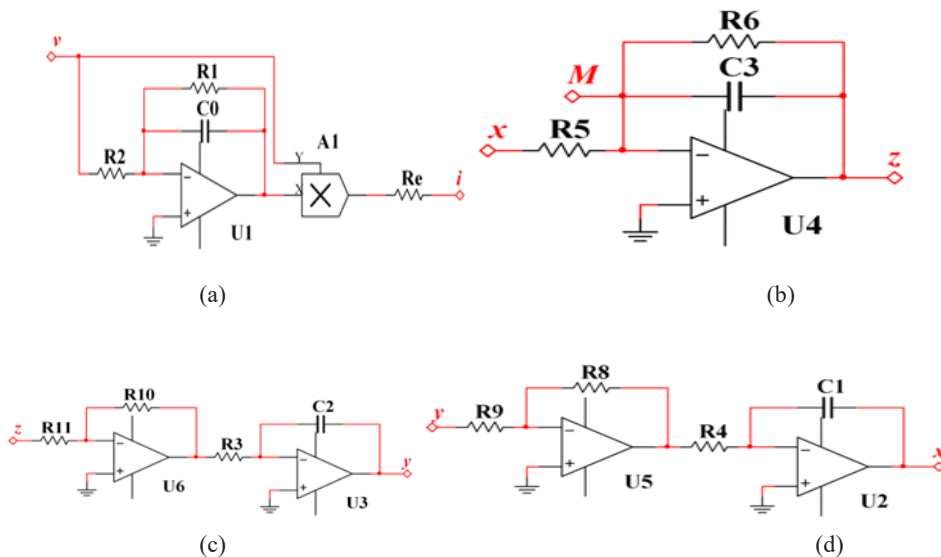 v
R1
C0
R2
A1
Y
X
Re
i
−
+
U1
(a)
R6
C3
M
x
R5
−
+
z
U4
(b)
R10
C2
z
R11
−
+
R3
−
+
y
U6
U3
(c)
R8
C1
y
R9
−
+
R4
−
+
x
U5
U2
(d)